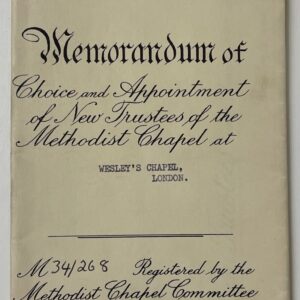 Memorandum of
Choice and Appointment
of New Trustees of the
Methodist Chapel at
WESLEY'S CHAPEL,
LONDON.
M34/268 Registered by the
Methodist Chapel Committee